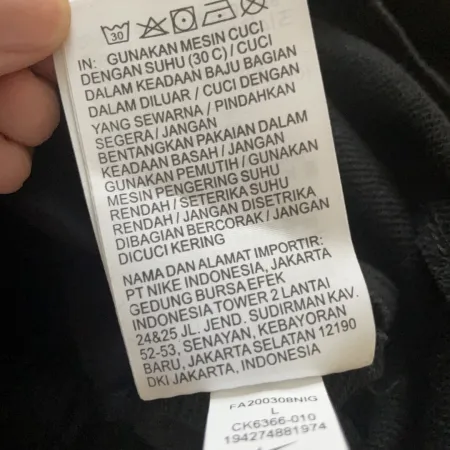 30
IN: GUNAKAN MESIN CUCI
DENGAN SUHU (30 C) / CUCI
DALAM KEADAAN BAJU BAGIAN
DALAM DILUAR / CUCI DENGAN
YANG SEWARNA / PINDAHKAN
SEGERA / JANGAN
BENTANGKAN PAKAIAN DALAM
KEADAAN BASAH / JANGAN
GUNAKAN PEMUTIH / GUNAKAN
MESIN PENGERING SUHU
RENDAH / SETERIKA SUHU
RENDAH / JANGAN DISETRIKA
DIBAGIAN BERCORAK / JANGAN
DICUCI KERING
NAMA DAN ALAMAT IMPORTIR:
PT NIKE INDONESIA, JAKARTA
GEDUNG BURSA EFEK
INDONESIA TOWER 2 LANTAI
24&25 JL. JEND. SUDIRMAN KAV.
52-53, SENAYAN, KEBAYORAN
BARU, JAKARTA SELATAN 12190
DKI JAKARTA, INDONESIA
FA200308NIG
L
CK6366-010
194274881974